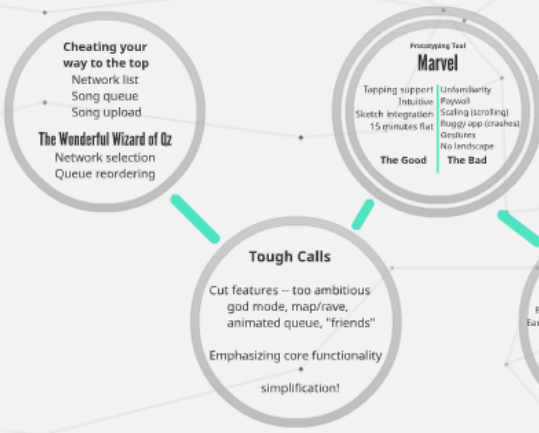 Cheating your
way to the top
Network list
Song queue
Song upload
The Wonderful Wizard of Oz
Network selection
Queue reordering
Prototyping Tool
Marvel
Tapping support
Intuitive
Sketch integration
15 minutes flat
The Good
Unfamiliarity
Paywall
Scaling (scrolling)
Buggy app (crashes)
Gestures
No landscape
The Bad
Tough Calls
Cut features -- too ambitious
god mode, map/rave,
animated queue, "friends"
Emphasizing core functionality
simplification!